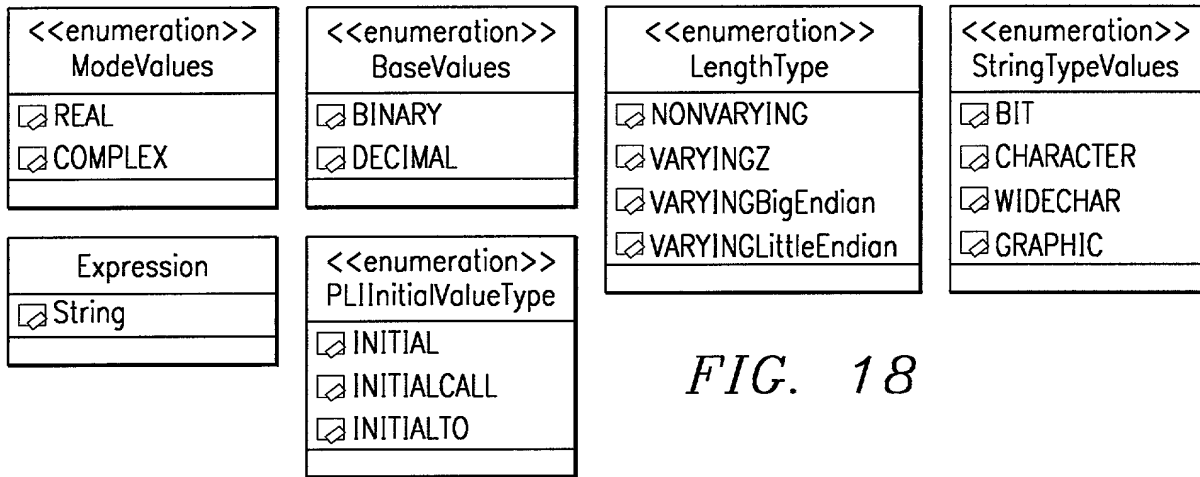 <<enumeration>>
ModeValues
REAL
COMPLEX
<<enumeration>>
BaseValues
BINARY
DECIMAL
<<enumeration>>
LengthType
NONVARYING
VARYINGZ
VARYINGBigEndian
VARYINGLittleEndian
<<enumeration>>
StringTypeValues
BIT
CHARACTER
WIDECHAR
GRAPHIC
Expression
String
<<enumeration>>
PLIInitialValueType
INITIAL
INITIALCALL
INITIALTO
FIG. 18